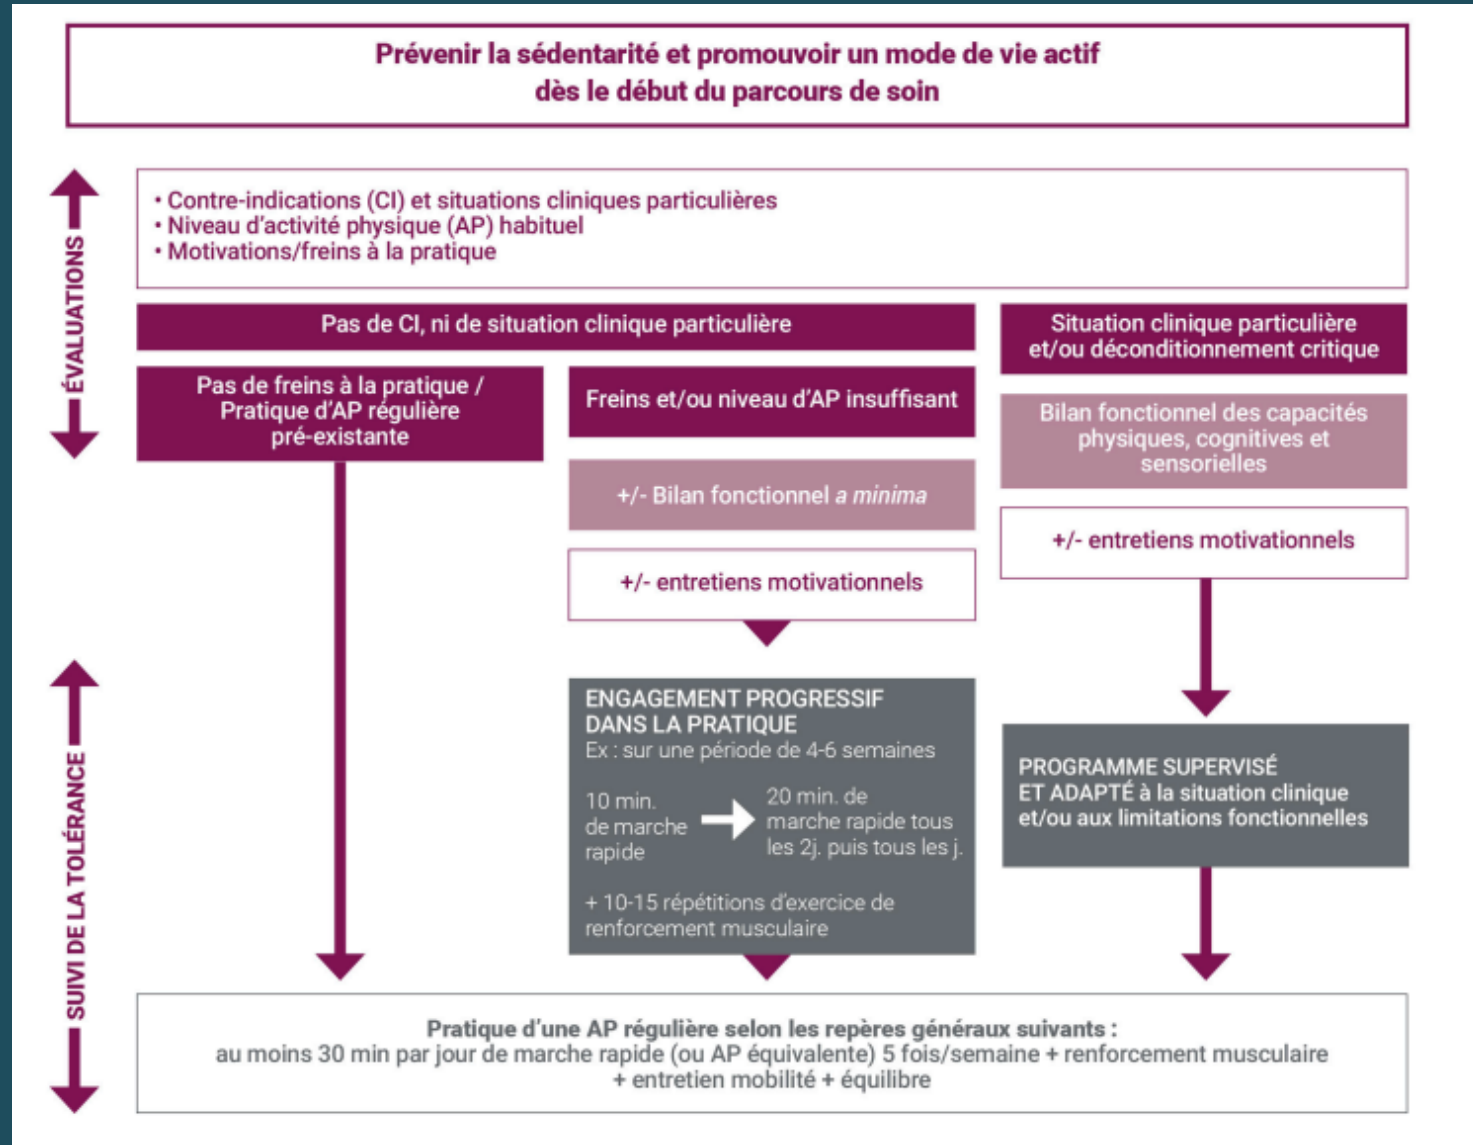 Prévenir la sédentarité et promouvoir un mode de vie actif
dès le début du parcours de soin
ÉVALUATIONS
• Contre-indications (CI) et situations cliniques particulières
• Niveau d'activité physique (AP) habituel
• Motivations/freins à la pratique
Pas de CI, ni de situation clinique particulière
Pas de freins à la pratique /
Pratique d'AP régulière
pré-existante
Freins et/ou niveau d'AP insuffisant
+/- Bilan fonctionnel a minima
+/- entretiens motivationnels
Situation clinique particulière
et/ou déconditionnement critique
Bilan fonctionnel des capacités
physiques, cognitives et
sensorielles
+/- entretiens motivationnels
SUIVI DE LA TOLÉRANCE
ENGAGEMENT PROGRESSIF
DANS LA PRATIQUE
Ex : sur une période de 4-6 semaines
10 min.
de marche
rapide
20 min. de
marche rapide tous
les 2j. puis tous les j.
+ 10-15 répétitions d'exercice de
renforcement musculaire
PROGRAMME SUPERVISÉ
ET ADAPTÉ à la situation clinique
et/ou aux limitations fonctionnelles
Pratique d'une AP régulière selon les repères généraux suivants :
au moins 30 min par jour de marche rapide (ou AP équivalente) 5 fois/semaine + renforcement musculaire
+ entretien mobilité + équilibre